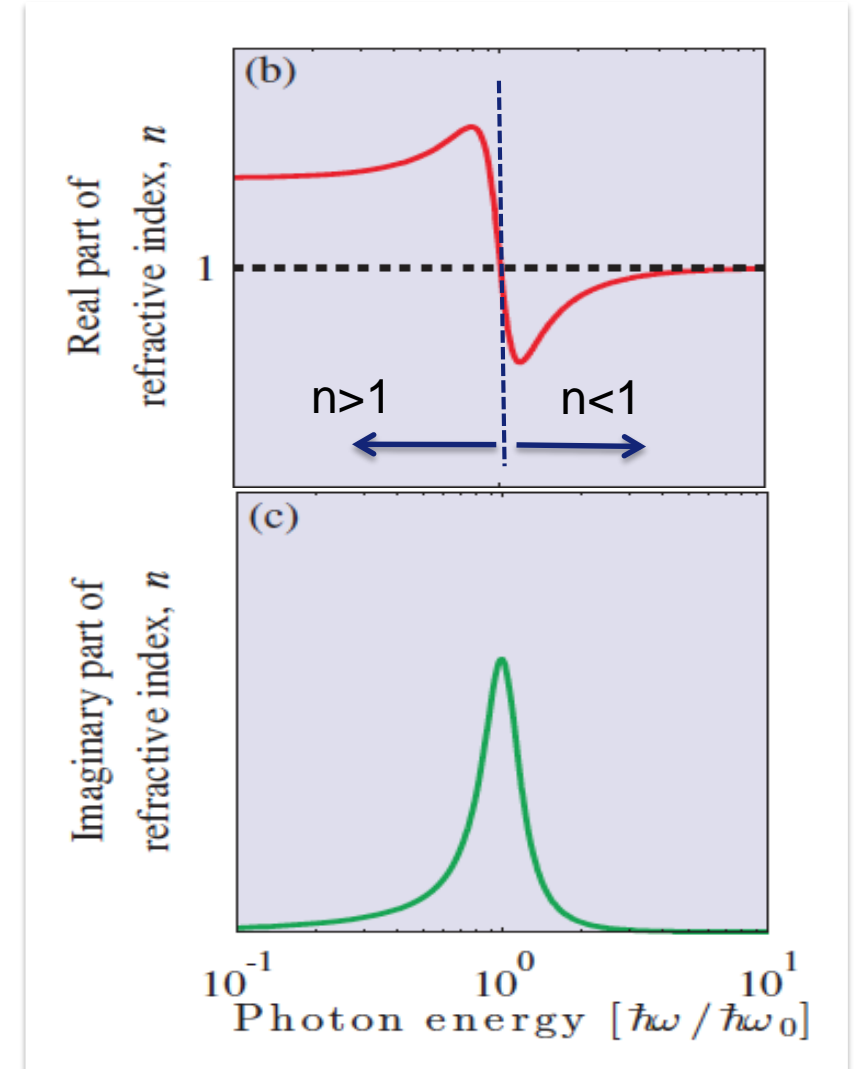 (b)
Real part of
refractive index, n
1
n>1
n<1
(c)
Imaginary part of
refractive index, n
10^-1
10^0
10^1
Photon energy [ħω/ħω₀]